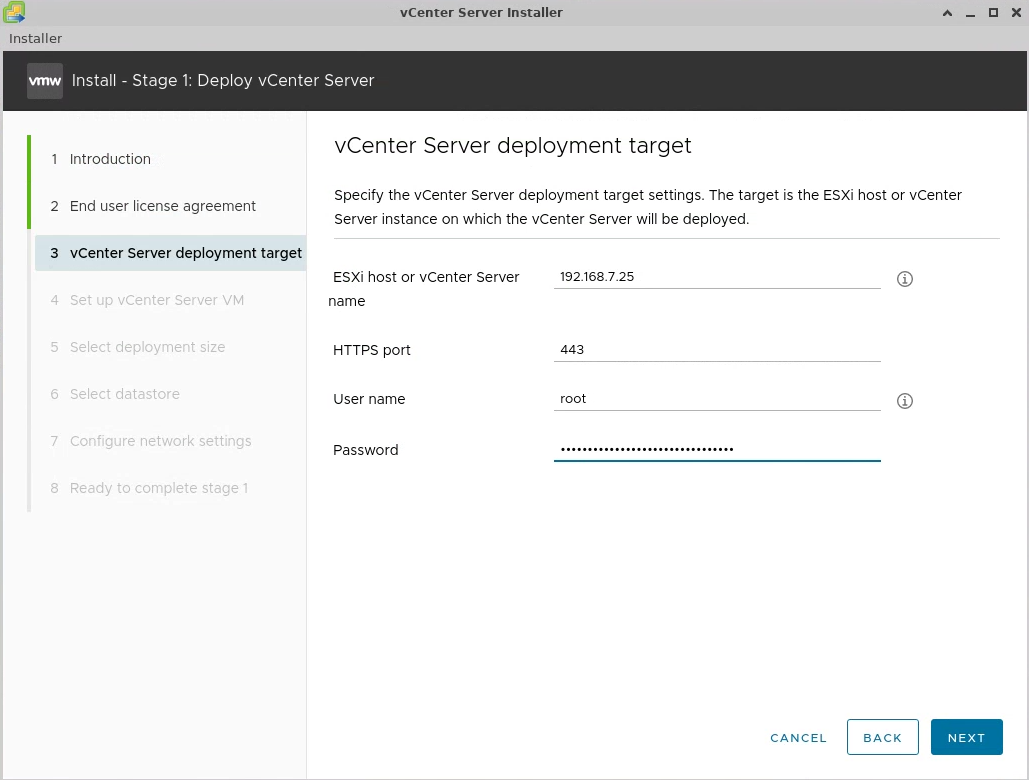 vCenter Server Installer
Installer
vmw Install - Stage 1: Deploy vCenter Server
1 Introduction
2 End user license agreement
3 vCenter Server deployment target
4 Set up vCenter Server VM
5 Select deployment size
6 Select datastore
7 Configure network settings
8 Ready to complete stage 1
vCenter Server deployment target
Specify the vCenter Server deployment target settings. The target is the ESXi host or vCenter
Server instance on which the vCenter Server will be deployed.
ESXi host or vCenter Server
name
192.168.7.25
HTTPS port 443
User name root
Password ••••••••••••••••••••••••••••••••
CANCEL BACK NEXT